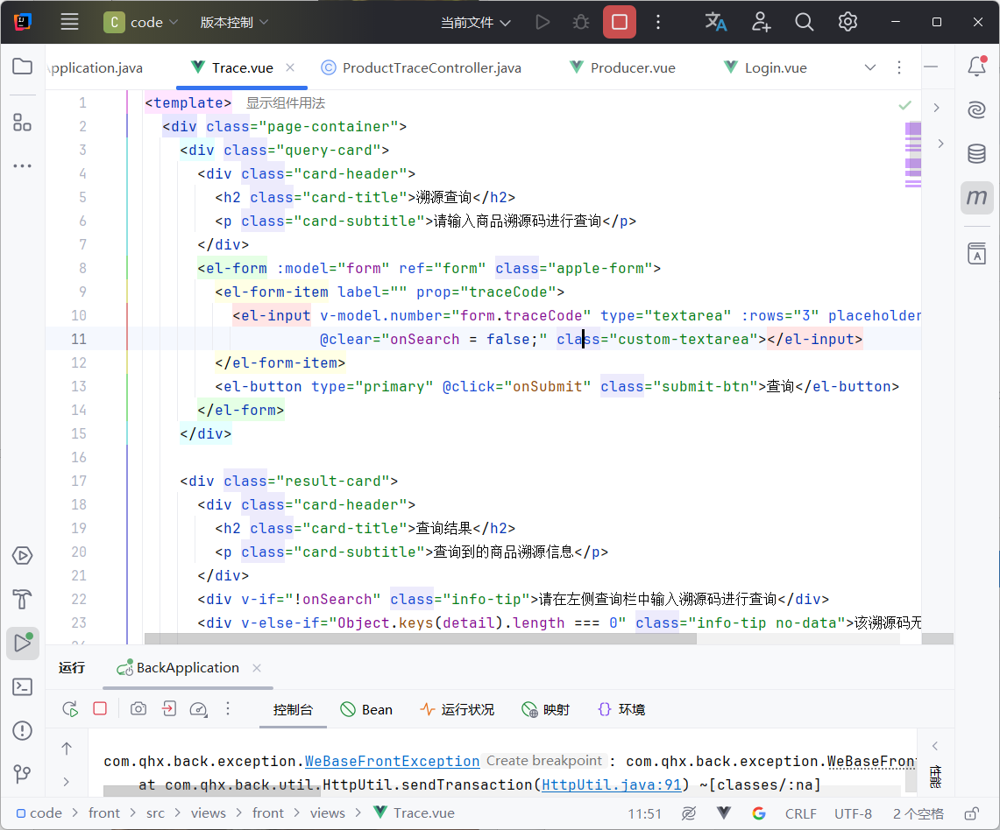 C code 版本控制 当前文件
pplication.java Trace.vue ProductTraceController.java Producer.vue Login.vue
1 <template> 显示组件用法
2 <div class="page-container">
3 <div class="query-card">
4 <div class="card-header">
5 <h2 class="card-title">溯源查询</h2>
6 <p class="card-subtitle">请输入商品溯源码进行查询</p>
7 </div>
8 <el-form :model="form" ref="form" class="apple-form">
9 <el-form-item label="" prop="traceCode">
10 <el-input v-model.number="form.traceCode" type="textarea" :rows="3" placeholder
11 @clear="onSearch = false;" class="custom-textarea"></el-input>
12 </el-form-item>
13 <el-button type="primary" @click="onSubmit" class="submit-btn">查询</el-button>
14 </el-form>
15 </div>
16
17 <div class="result-card">
18 <div class="card-header">
19 <h2 class="card-title">查询结果</h2>
20 <p class="card-subtitle">查询到的商品溯源信息</p>
21 </div>
22 <div v-if="!onSearch" class="info-tip">请在左侧查询栏中输入溯源码进行查询</div>
23 <div v-else-if="Object.keys(detail).length === 0" class="info-tip no-data">该溯源码无
运行 BackApplication
控制台 Bean 运行状况 映射 环境
com.qhx.back.exception.WeBaseFrontException Create breakpoint : com.qhx.back.exception.WeBaseFron
at com.qhx.back.util.HttpUtil.sendTransaction(HttpUtil.java:91) ~[classes/:na]
性能
code > front > src > views > front > views > Trace.vue 11:51 CRLF UTF-8 2 个空格